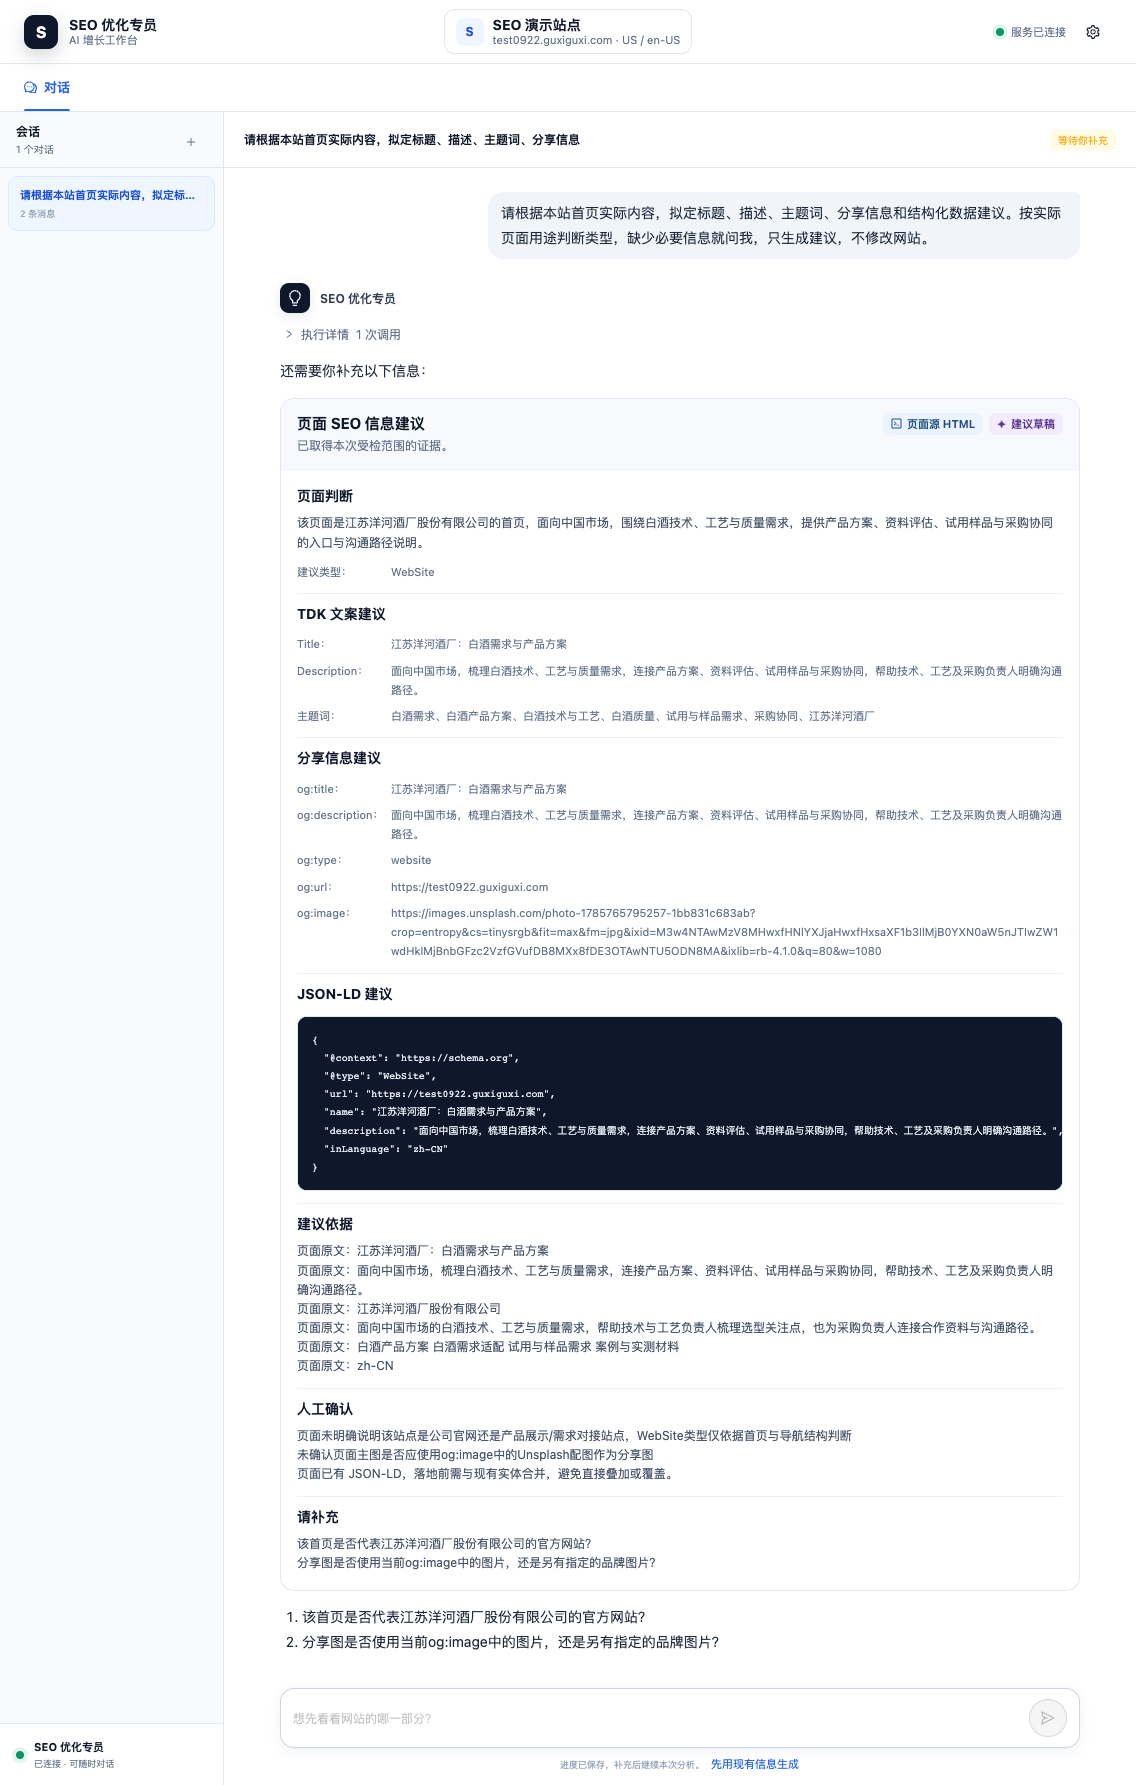 S
SEO 优化专员
AI 增长工作台
S
SEO 演示站点
test0922.guxiguxi.com · US / en-US
服务已连接
对话
会话
1 个对话
+
请根据本站首页实际内容，拟定标题、描述、主题词、分享信息
等待你补充
请根据本站首页实际内容，拟定标...
2 条消息
请根据本站首页实际内容，拟定标题、描述、主题词、分享信息和结构化数据建议。按实际
页面用途判断类型，缺少必要信息就问我，只生成建议，不修改网站。
SEO 优化专员
执行详情 1 次调用
还需要你补充以下信息：
页面 SEO 信息建议
已取得本次受检范围的证据。
页面源 HTML
建议草稿
页面判断
该页面是江苏洋河酒厂股份有限公司的首页，面向中国市场，围绕白酒技术、工艺与质量需求，提供产品方案、资料评估、试用样品与采购协同
的入口与沟通路径说明。
建议类型： WebSite
TDK 文案建议
Title： 江苏洋河酒厂：白酒需求与产品方案
Description： 面向中国市场，梳理白酒技术、工艺与质量需求，连接产品方案、资料评估、试用样品与采购协同，帮助技术、工艺及采购负责人明确沟通
路径。
主题词： 白酒需求、白酒产品方案、白酒技术与工艺、白酒质量、试用与样品需求、采购协同、江苏洋河酒厂
分享信息建议
og:title： 江苏洋河酒厂：白酒需求与产品方案
og:description： 面向中国市场，梳理白酒技术、工艺与质量需求，连接产品方案、资料评估、试用样品与采购协同，帮助技术、工艺及采购负责人明确沟通
路径。
og:type： website
og:url： https://test0922.guxiguxi.com
og:image： https://images.unsplash.com/photo-1785765795257-1bb831c683ab?
JSON-LD 建议
{
"@context": "https://schema.org",
"@type": "WebSite",
"url": "https://test0922.guxiguxi.com",
"name": "江苏洋河酒厂：白酒需求与产品方案",
"description": "面向中国市场，梳理白酒技术、工艺与质量需求，连接产品方案、资料评估、试用样品与采购协同，帮助技术、工艺及采购负责人明确沟通路径。",
"inLanguage": "zh-CN"
}
建议依据
页面原文：江苏洋河酒厂：白酒需求与产品方案
页面原文：面向中国市场，梳理白酒技术、工艺与质量需求，连接产品方案、资料评估、试用样品与采购协同，帮助技术、工艺及采购负责人明
确沟通路径。
页面原文：江苏洋河酒厂股份有限公司
页面原文：面向中国市场的白酒技术、工艺与质量需求，帮助技术与工艺负责人梳理选型关注点，也为采购负责人连接合作资料与沟通路径。
页面原文：白酒产品方案 白酒需求适配 试用与样品需求 案例与实测材料
页面原文：zh-CN
人工确认
页面未明确说明该站点是公司官网还是产品展示/需求对接站点，WebSite类型仅依据首页与导航结构判断
未确认页面主图是否应使用og:image中的Unsplash配图作为分享图
页面已有 JSON-LD，落地前需与现有实体合并，避免直接叠加或覆盖。
请补充
该首页是否代表江苏洋河酒厂股份有限公司的官方网站？
分享图是否使用当前og:image中的图片，还是另有指定的品牌图片？
1. 该首页是否代表江苏洋河酒厂股份有限公司的官方网站？
2. 分享图是否使用当前og:image中的图片，还是另有指定的品牌图片？
想先看看网站的哪一部分？
SEO 优化专员
已连接 · 可随时对话
进度已保存，补充后继续本次分析。 先用现有信息生成